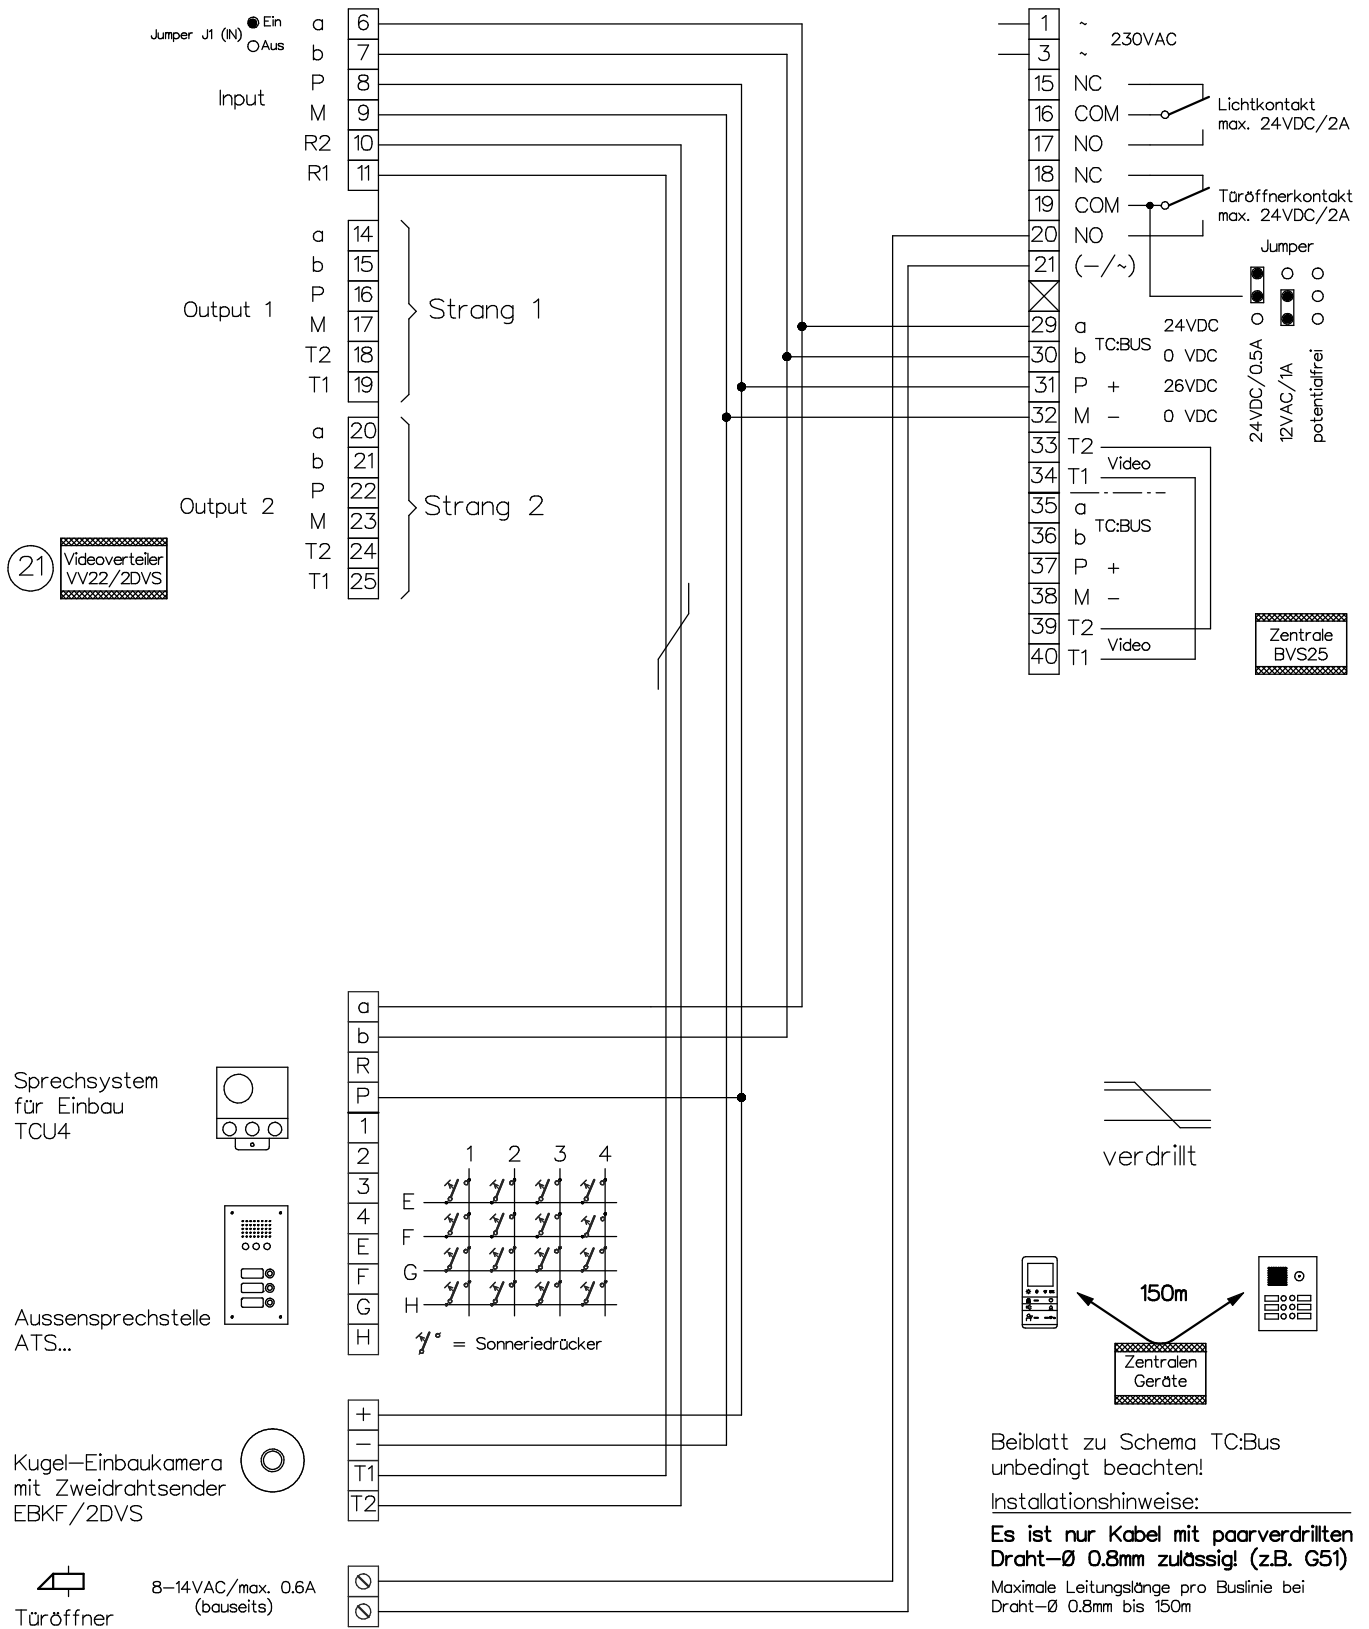 Jumper J1 (IN) Ein
Aus
Input
a 6
b 7
P 8
M 9
R2 10
R1 11
a 14
b 15
P 16
M 17
T2 18
T1 19
Output 1
Strang 1
a 20
b 21
P 22
M 23
T2 24
T1 25
Output 2
Strang 2
21
Videoverteiler
VV22/2DVS
1 ~
3 ~
230VAC
15 NC
16 COM
17 NO
Lichtkontakt
max. 24VDC/2A
18 NC
19 COM
20 NO
Türöffnerkontakt
max. 24VDC/2A
21 (-/~)
Jumper
24VDC/0.5A
12VAC/1A
potentialfrei
29 a 24VDC
30 b 0 VDC
TC:BUS
31 P + 26VDC
32 M - 0 VDC
33 T2
34 T1
Video
35 a
36 b
TC:BUS
37 P +
38 M -
39 T2
40 T1
Video
Zentrale
BVS25
Sprechsystem
für Einbau
TCU4
a
b
R
P
1
2
3
4
E
F
G
H
1 2 3 4
E
F
G
H
= Sonneriedrücker
Aussensprechstelle
ATS...
Kugel-Einbaukamera
mit Zweidrahtsender
EBKF/2DVS
+
-
T1
T2
Türöffner
8-14VAC/max. 0.6A
(bauseits)
verdrillt
150m
Zentralen
Geräte
Beiblatt zu Schema TC:Bus
unbedingt beachten!
Installationshinweise:
Es ist nur Kabel mit paarverdrillten
Draht-Ø 0.8mm zulässig! (z.B. G51)
Maximale Leitungslänge pro Buslinie bei
Draht-Ø 0.8mm bis 150m